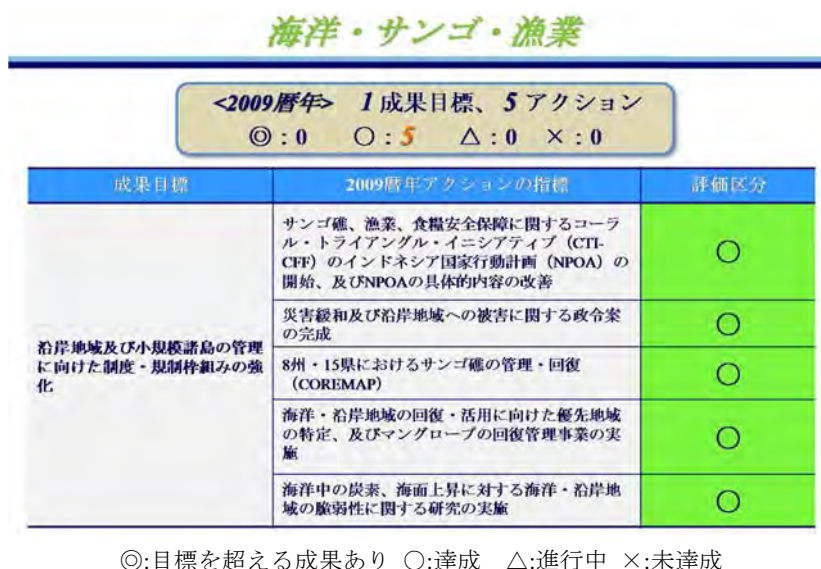 海洋・サンゴ・漁業
<2009暦年> 1成果目標、5アクション
◎:0 ○:5 △:0 ×:0
成果目標 2009暦年アクションの指標 評価区分
沿岸地域及び小規模諸島の管理
に向けた制度・規制枠組みの強
化
サンゴ礁、漁業、食糧安全保障に関するコーラ
ル・トライアングル・イニシアティブ（CTI-
CFF）のインドネシア国家行動計画（NPOA）の
開始、及びNPOAの具体的内容の改善
○
災害緩和及び沿岸地域への被害に関する政令案
の完成
○
8州・15県におけるサンゴ礁の管理・回復
（COREMAP）
○
海洋・沿岸地域の回復・活用に向けた優先地域
の特定、及びマングローブの回復管理事業の実
施
○
海洋中の炭素、海面上昇に対する海洋・沿岸地
域の脆弱性に関する研究の実施
○
◎:目標を超える成果あり ○:達成 △:進行中 ×:未達成